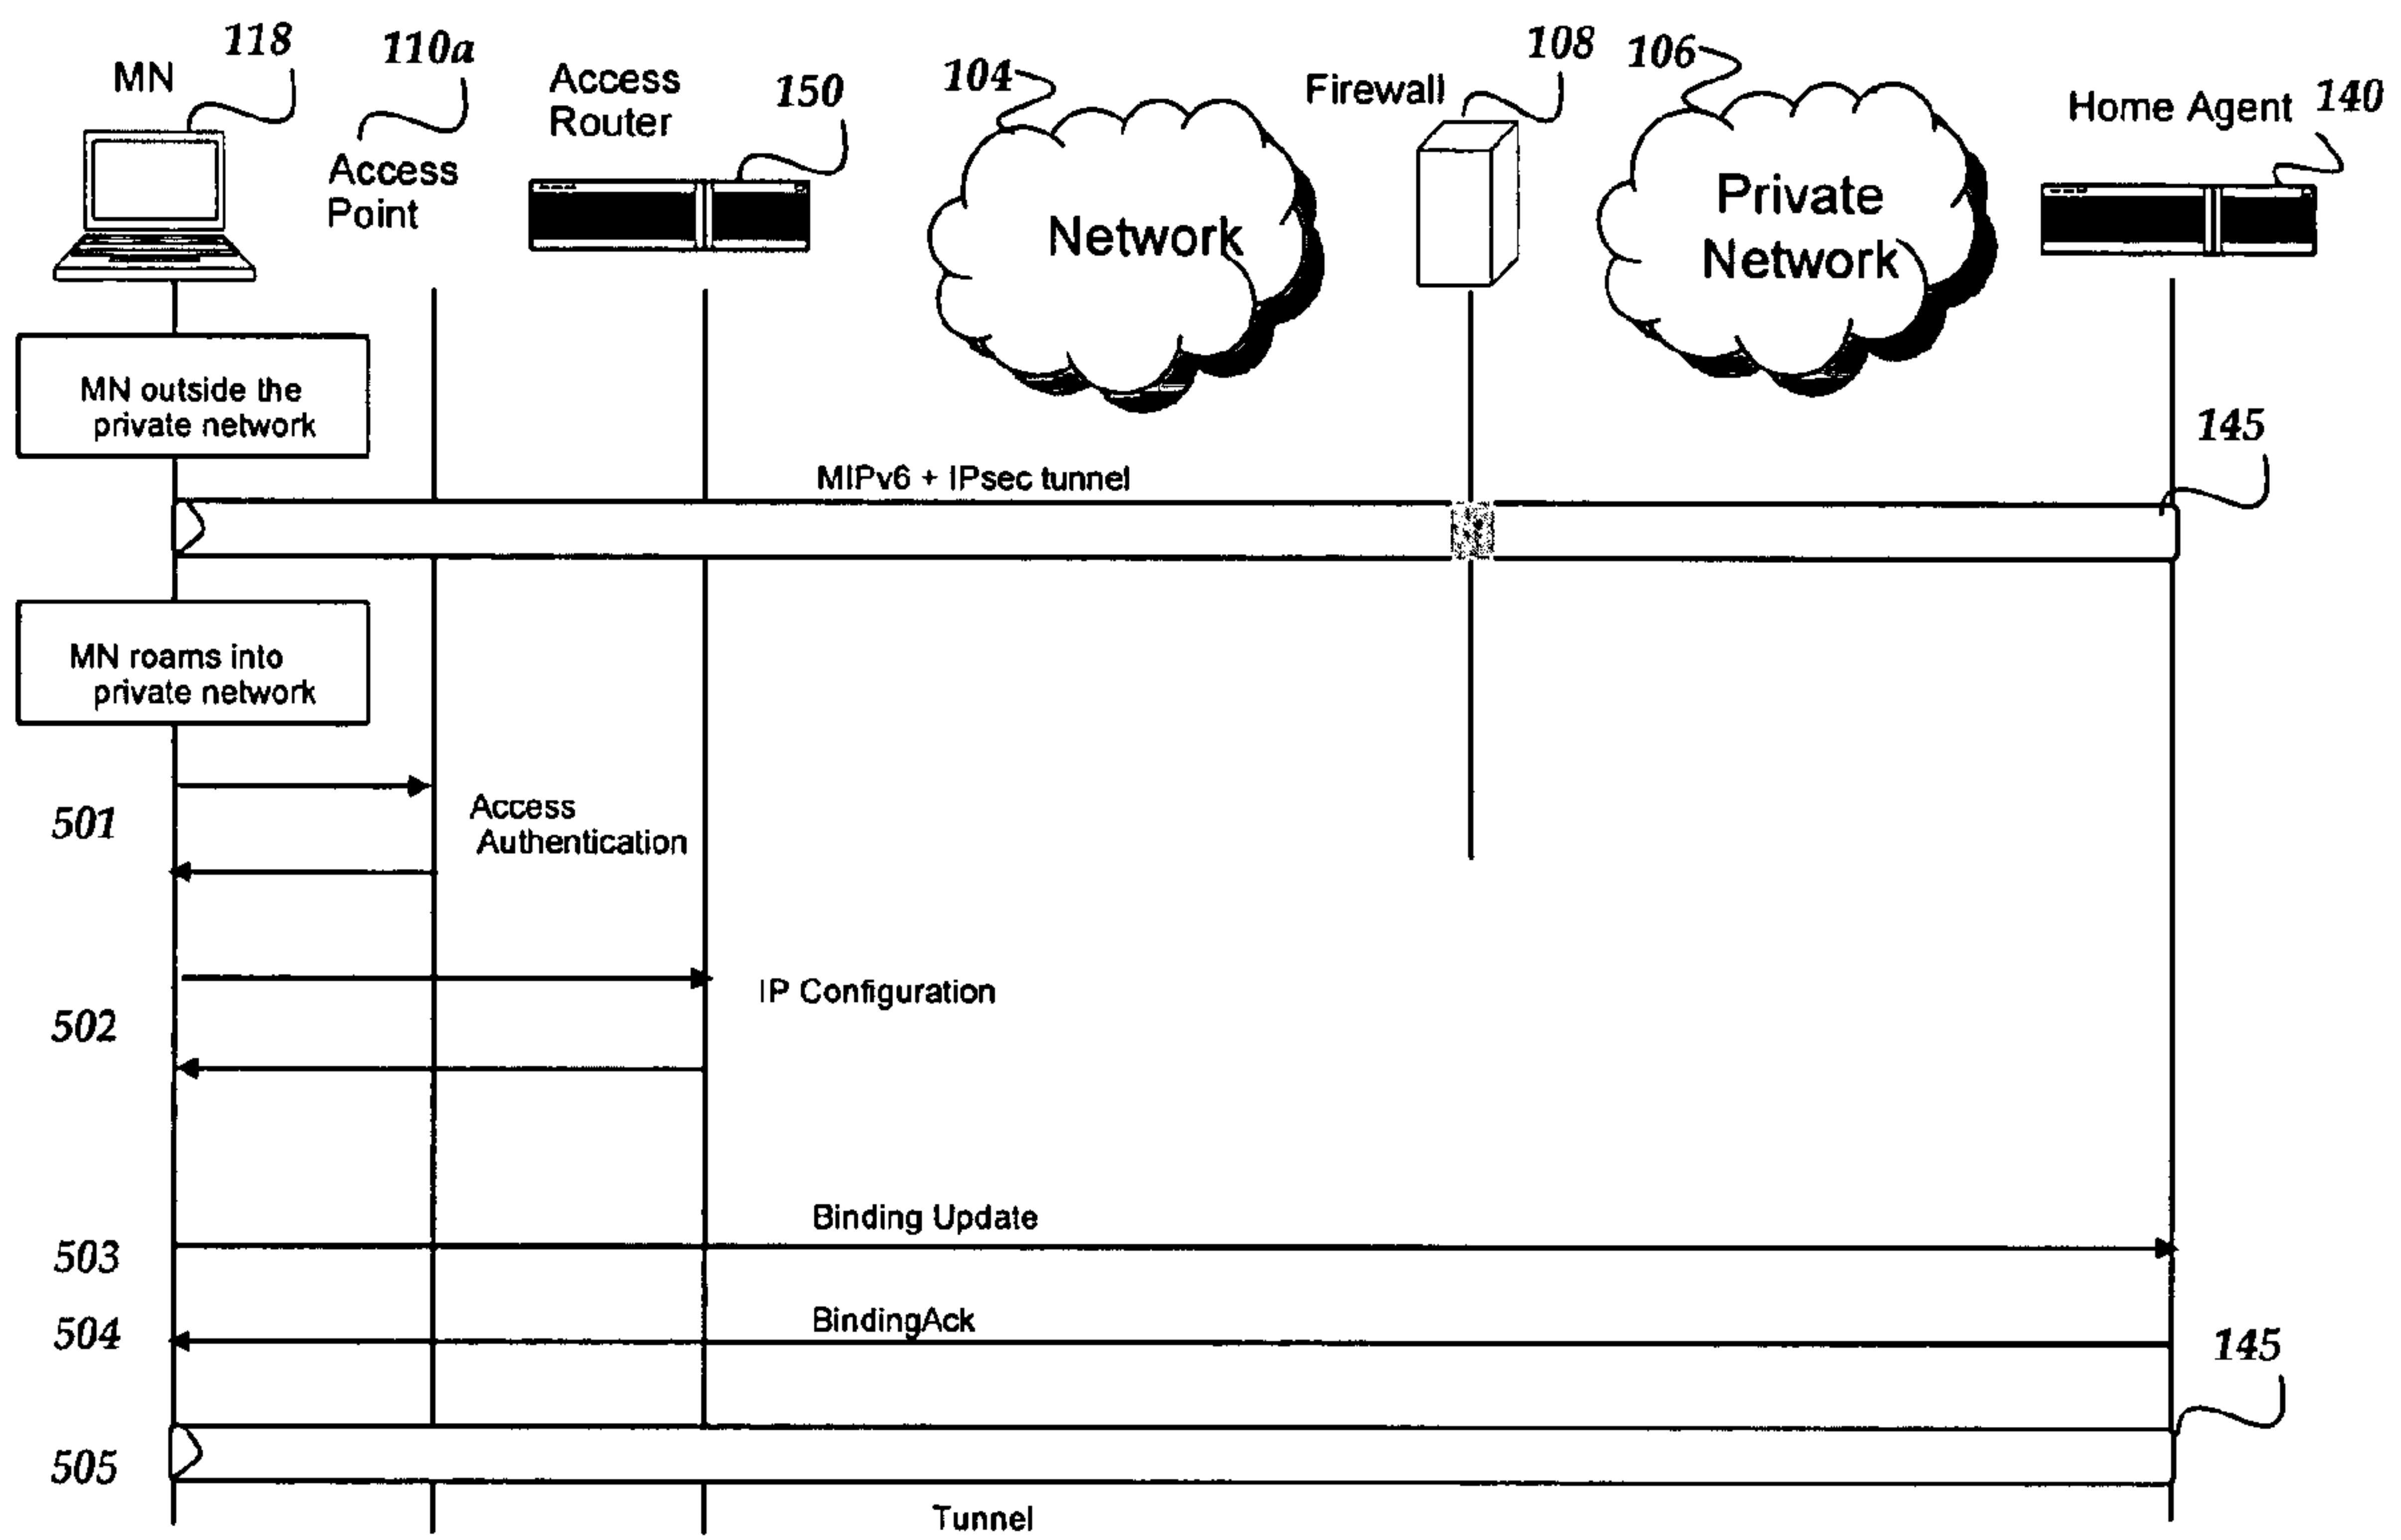 MN
118
110a
Access
Point
Access
Router
150
104
Network
Firewall
108
106
Private
Network
Home Agent
140
MN outside the
private network
145
MIPv6 + IPsec tunnel
MN roams into
private network
501
Access
Authentication
502
IP Configuration
503
Binding Update
504
BindingAck
145
505
Tunnel